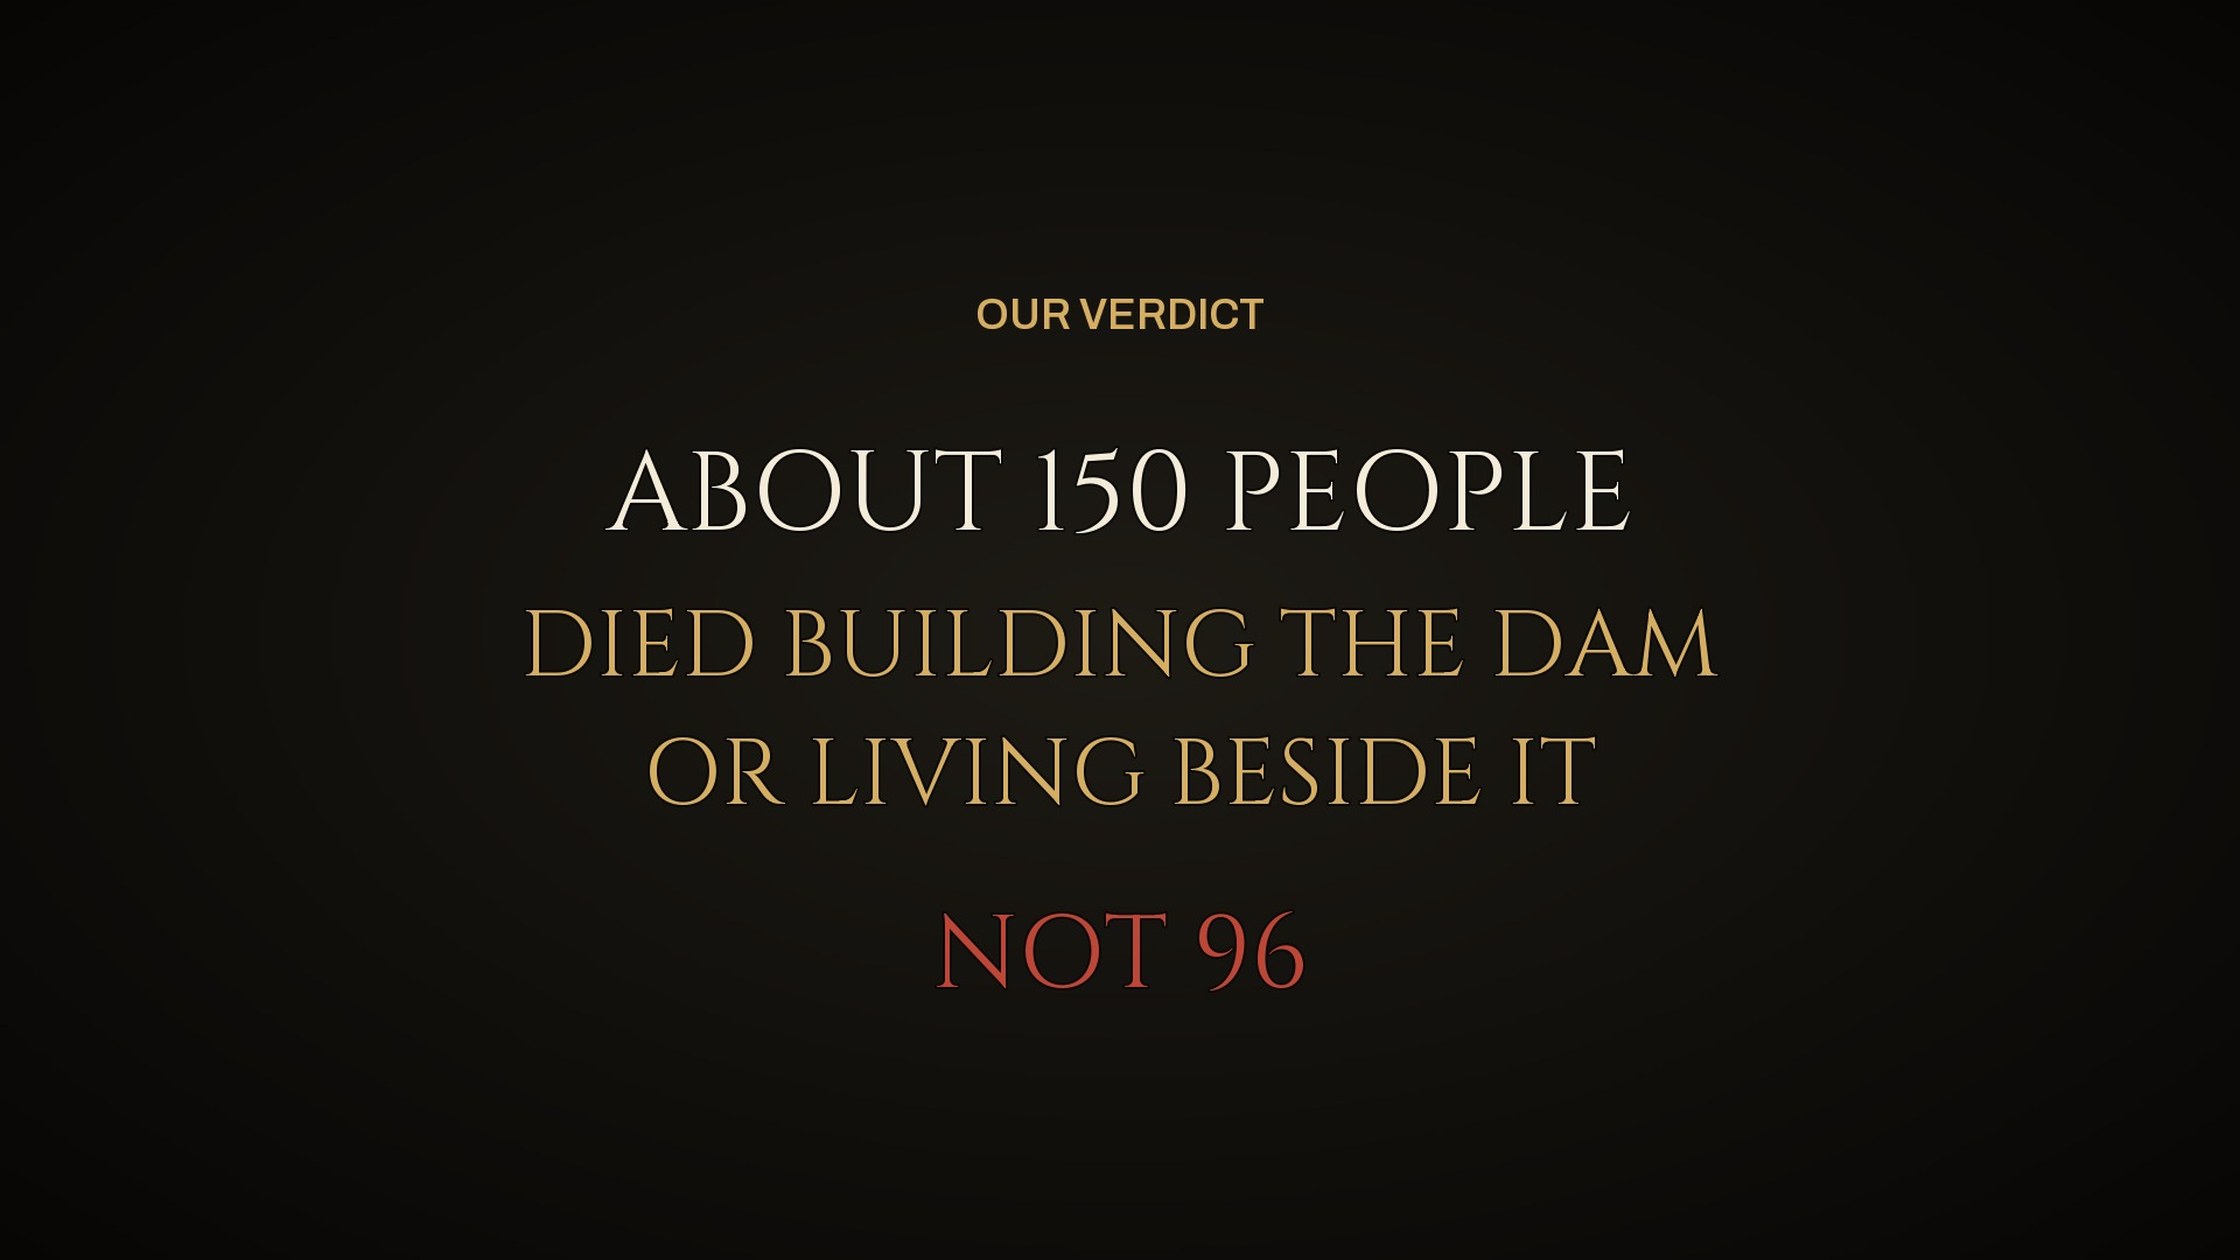 OUR VERDICT
ABOUT 150 PEOPLE
DIED BUILDING THE DAM
OR LIVING BESIDE IT
NOT 96